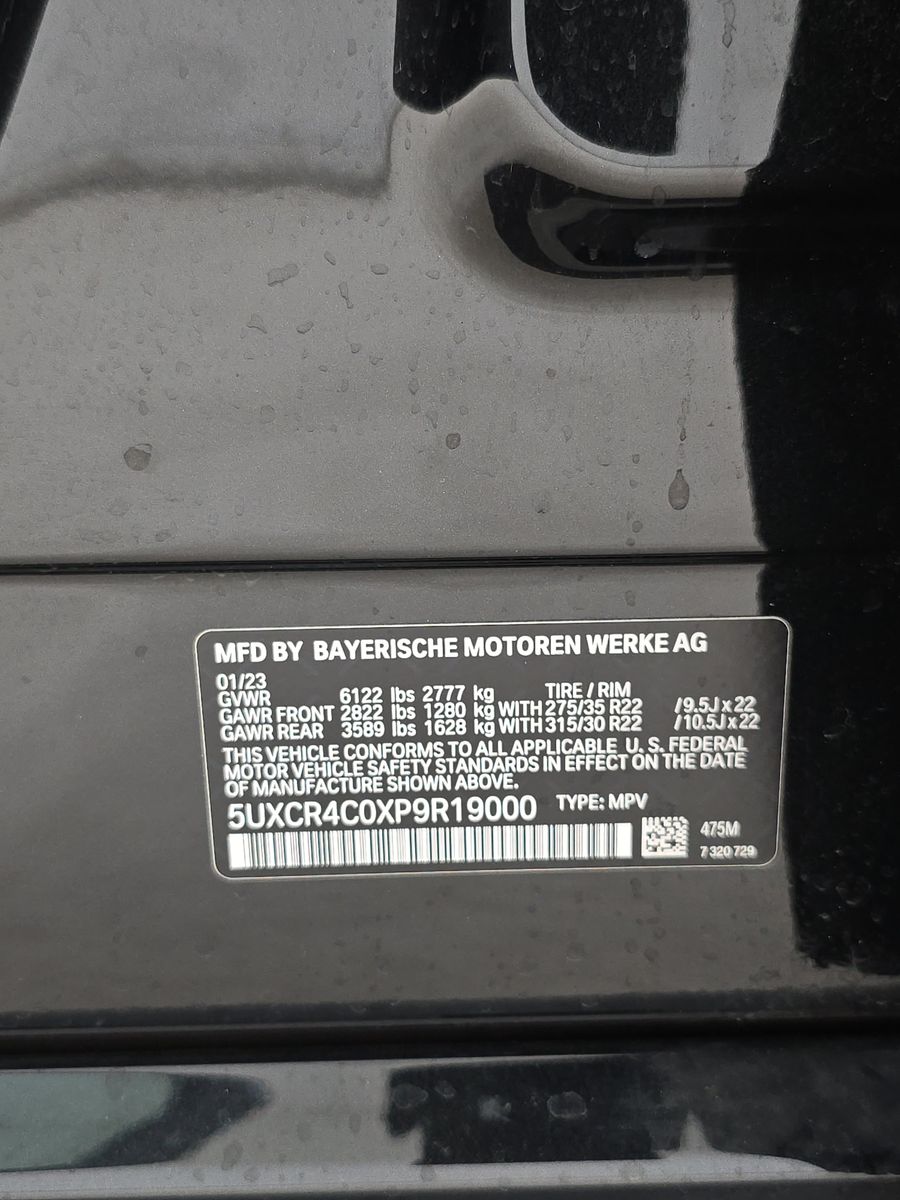 MFD BY BAYERISCHE MOTOREN WERKE AG
01/23 TIRE / RIM
GVWR 6122 lbs 2777 kg
GAWR FRONT 2822 lbs 1280 kg WITH 275/35 R22 / 9.5J x 22
GAWR REAR 3589 lbs 1628 kg WITH 315/30 R22 / 10.5J x 22
THIS VEHICLE CONFORMS TO ALL APPLICABLE U. S. FEDERAL
MOTOR VEHICLE SAFETY STANDARDS IN EFFECT ON THE DATE
OF MANUFACTURE SHOWN ABOVE.
5UXCR4C0XP9R19000 TYPE: MPV
475M
7 320 729